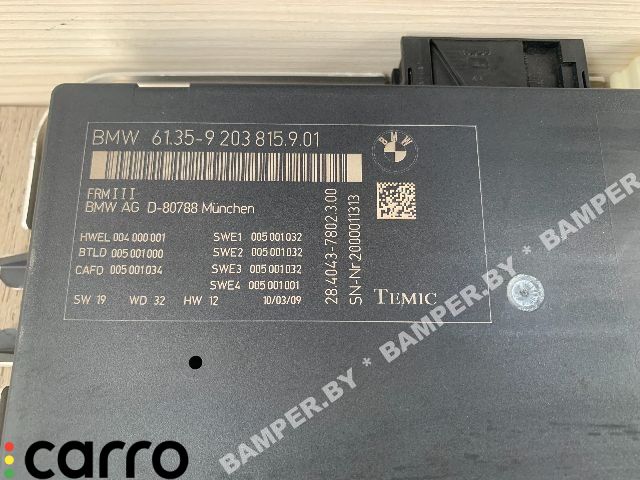 BMW 61.35-9 203 815.9.01
BMW
FRMIII
BMW AG D-80788 München
HWEL 004 000 001 SWE1 005 001 032
BTLD 005 001 000 SWE2 005 001 032
CAFD 005 001 034 SWE3 005 001 032
SWE4 005 001 001
SW 19 WD 32 HW 12 10/03/09
28.4043-7802.3.00
SN-Nr.2000011313
TEMIC
BAMPER.BY * BAMPER.BY * BAMPER.BY
carro